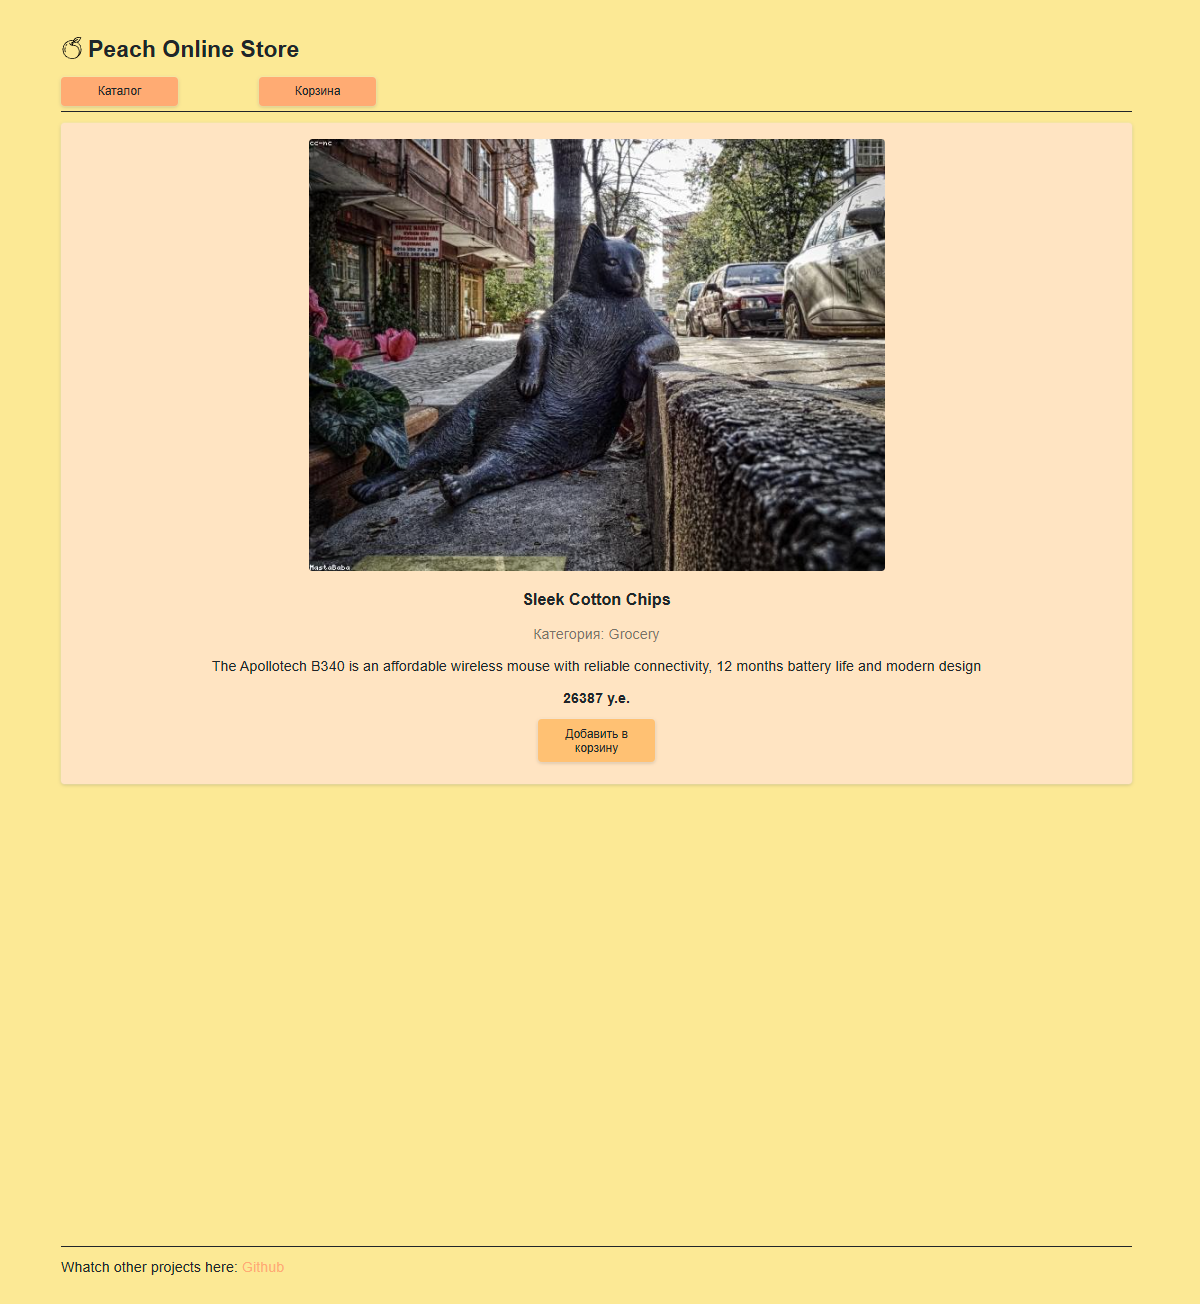 Peach Online Store
Каталог
Корзина
cc-nc
MastaBaba
Sleek Cotton Chips
Категория: Grocery
The Apollotech B340 is an affordable wireless mouse with reliable connectivity, 12 months battery life and modern design
26387 у.е.
Добавить в
корзину
Whatch other projects here: Github